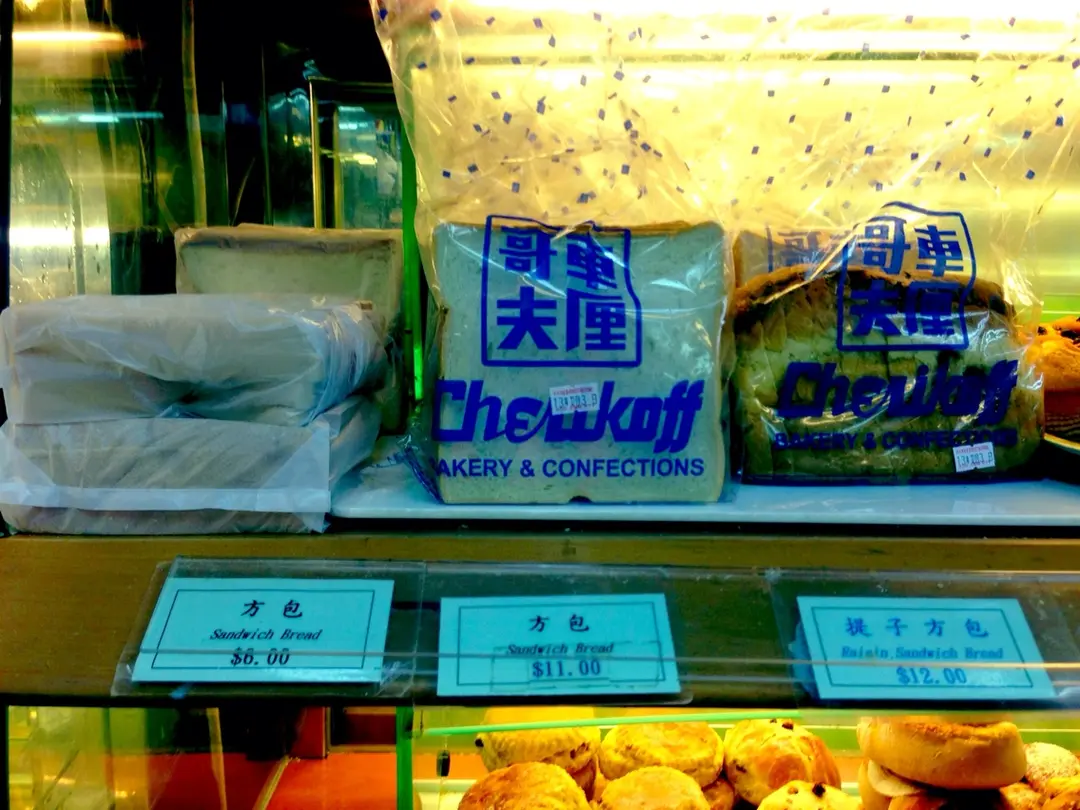 哥車
夫厘
Chewkoff
AKERY & CONFECTIONS
哥車
夫厘
Chewkoff
BAKERY & CONFECTIONS
方包
Sandwich Bread
$6.00
方包
Sandwich Bread
$11.00
提子方包
Raisin Sandwich Bread
$12.00